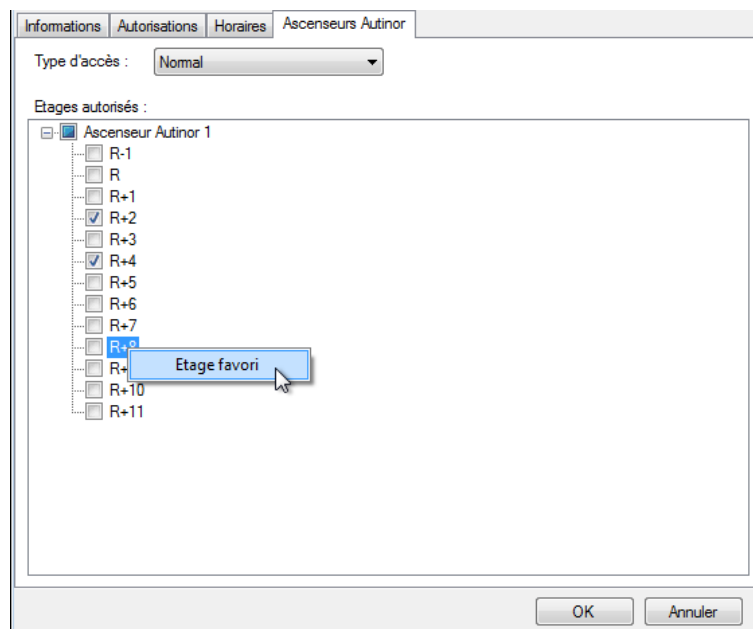 Informations Autorisations Horaires Ascenseurs Autinor
Type d'accès : Normal
Etages autorisés :
Ascenseur Autinor 1
R-1
R
R+1
R+2
R+3
R+4
R+5
R+6
R+7
R+8
Etage favori
R+
R+10
R+11
OK Annuler